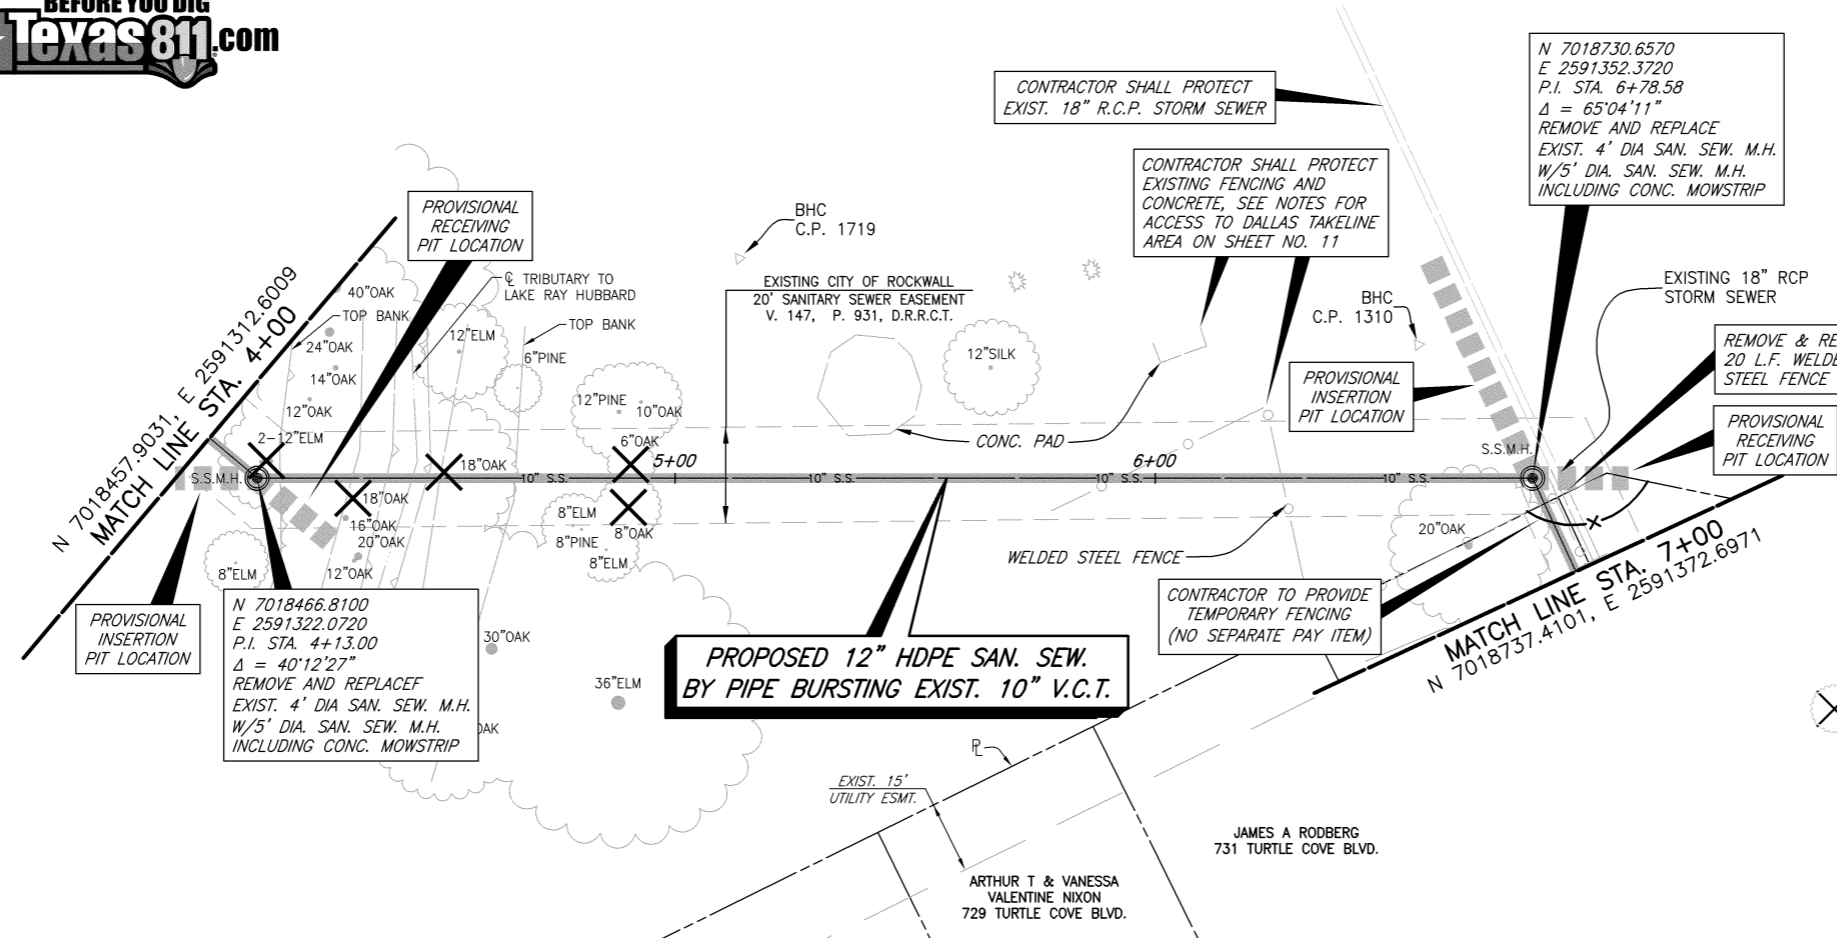 BEFORE YOU DIG
Texas811.com
CONTRACTOR SHALL PROTECT
EXIST. 18" R.C.P. STORM SEWER
N 7018730.6570
E 2591352.3720
P.I. STA. 6+78.58
Δ = 65°04'11"
REMOVE AND REPLACE
EXIST. 4' DIA SAN. SEW. M.H.
W/5' DIA. SAN. SEW. M.H.
INCLUDING CONC. MOWSTRIP
CONTRACTOR SHALL PROTECT
EXISTING FENCING AND
CONCRETE, SEE NOTES FOR
ACCESS TO DALLAS TAKELINE
AREA ON SHEET NO. 11
PROVISIONAL
RECEIVING
PIT LOCATION
BHC
C.P. 1719
℄ TRIBUTARY TO
LAKE RAY HUBBARD
EXISTING CITY OF ROCKWALL
20' SANITARY SEWER EASEMENT
V. 147, P. 931, D.R.R.C.T.
BHC
C.P. 1310
EXISTING 18" RCP
STORM SEWER
N 7018457.9031, E 2591312.6009
MATCH LINE STA. 4+00
40"OAK
TOP BANK
24"OAK
14"OAK
12"OAK
2-12"ELM
12"ELM
TOP BANK
6"PINE
12"PINE
10"OAK
6"OAK
12"SILK
CONC. PAD
PROVISIONAL
INSERTION
PIT LOCATION
REMOVE & RE
20 L.F. WELDE
STEEL FENCE
PROVISIONAL
RECEIVING
PIT LOCATION
S.S.M.H.
18"OAK
10" S.S.
5+00
10" S.S.
10" S.S.
6+00
10" S.S.
S.S.M.H.
18"OAK
16"OAK
20"OAK
12"OAK
8"ELM
8"ELM
8"PINE
8"OAK
8"ELM
WELDED STEEL FENCE
20"OAK
X
PROVISIONAL
INSERTION
PIT LOCATION
N 7018466.8100
E 2591322.0720
P.I. STA. 4+13.00
Δ = 40°12'27"
REMOVE AND REPLACEF
EXIST. 4' DIA SAN. SEW. M.H.
W/5' DIA. SAN. SEW. M.H.
INCLUDING CONC. MOWSTRIP
30"OAK
OAK
36"ELM
PROPOSED 12" HDPE SAN. SEW.
BY PIPE BURSTING EXIST. 10" V.C.T.
CONTRACTOR TO PROVIDE
TEMPORARY FENCING
(NO SEPARATE PAY ITEM)
MATCH LINE STA. 7+00
N 7018737.4101, E 2591372.6971
PL
EXIST. 15'
UTILITY ESMT.
JAMES A RODBERG
731 TURTLE COVE BLVD.
ARTHUR T & VANESSA
VALENTINE NIXON
729 TURTLE COVE BLVD.